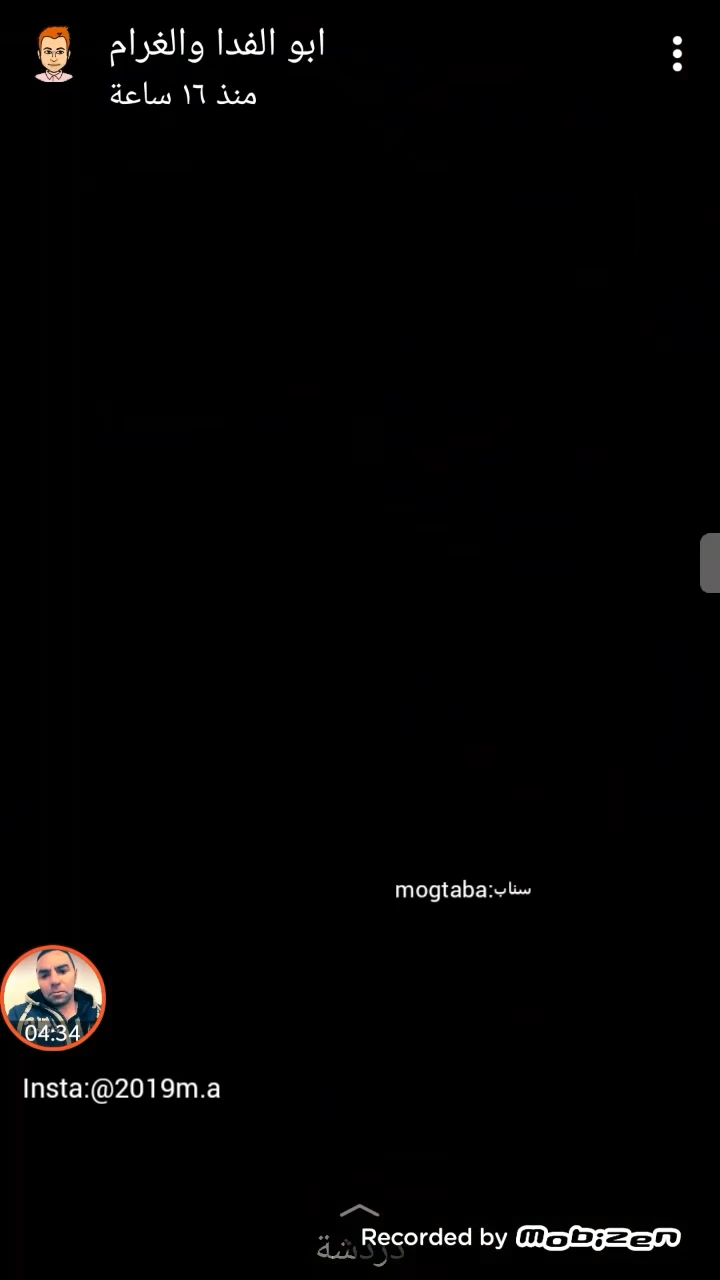 ابو الفدا والغرام
منذ ١٦ ساعة
سناب:mogtaba
04:34
Insta:@2019m.a
دردشة
Recorded by Mobizen